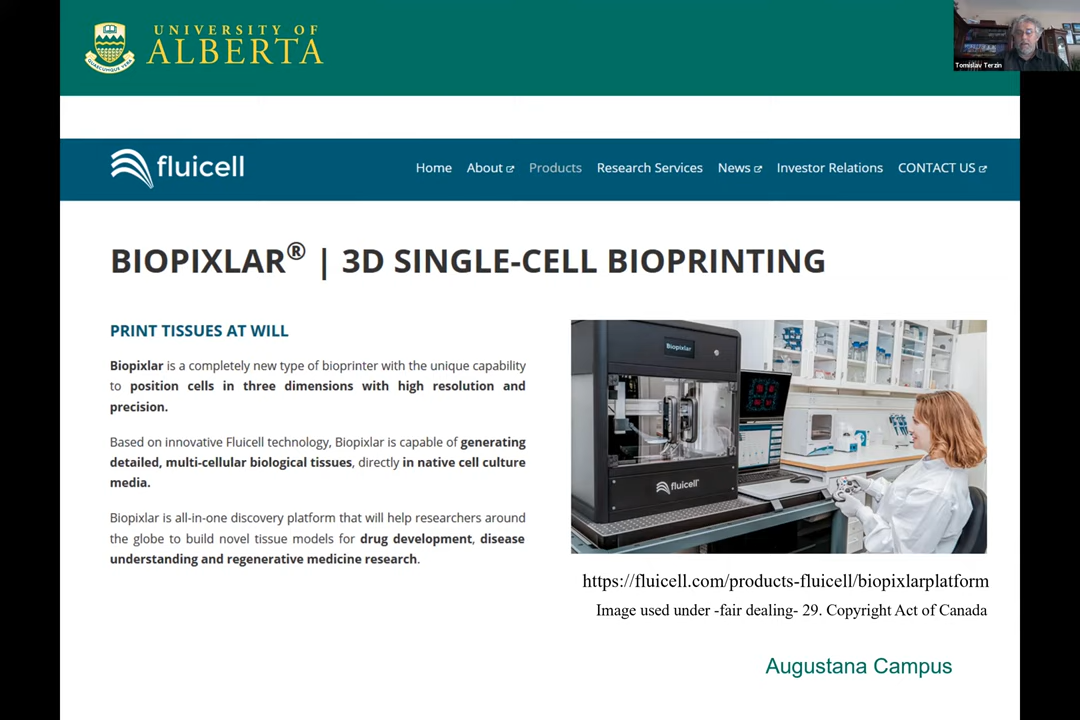 UNIVERSITY OF
ALBERTA
QUAECUMQUE VERA
Tomislav Terzin
fluicell
Home About Products Research Services News Investor Relations CONTACT US
BIOPIXLAR® | 3D SINGLE-CELL BIOPRINTING
PRINT TISSUES AT WILL
Biopixlar is a completely new type of bioprinter with the unique capability
to position cells in three dimensions with high resolution and
precision.
Based on innovative Fluicell technology, Biopixlar is capable of generating
detailed, multi-cellular biological tissues, directly in native cell culture
media.
Biopixlar is all-in-one discovery platform that will help researchers around
the globe to build novel tissue models for drug development, disease
understanding and regenerative medicine research.
Biopixlar
fluicell
https://fluicell.com/products-fluicell/biopixlarplatform
Image used under -fair dealing- 29. Copyright Act of Canada
Augustana Campus